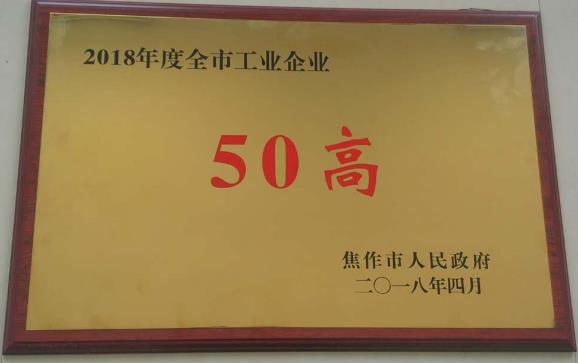 2018年度全市工业企业
50高
焦作市人民政府
二〇一八年四月